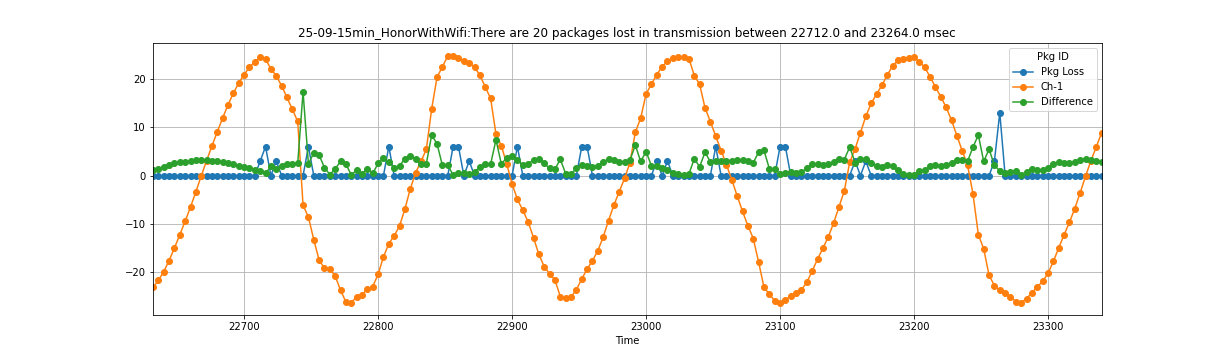 25-09-15min_HonorWithWifi:There are 20 packages lost in transmission between 22712.0 and 23264.0 msec
Pkg ID
Pkg Loss
Ch-1
Difference
20
10
0
−10
−20
22700 22800 22900 23000 23100 23200 23300
Time